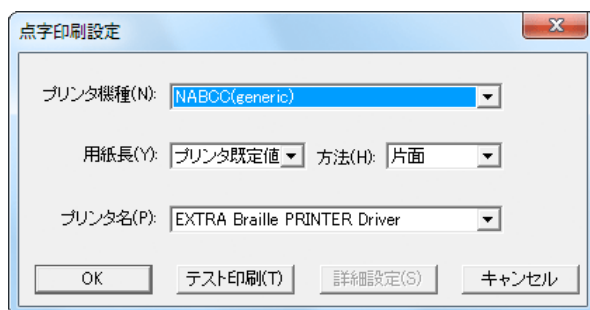 点字印刷設定
プリンタ機種(N): NABCC(generic)
用紙長(Y): プリンタ既定値 方法(H): 片面
プリンタ名(P): EXTRA Braille PRINTER Driver
OK テスト印刷(T) 詳細設定(S) キャンセル